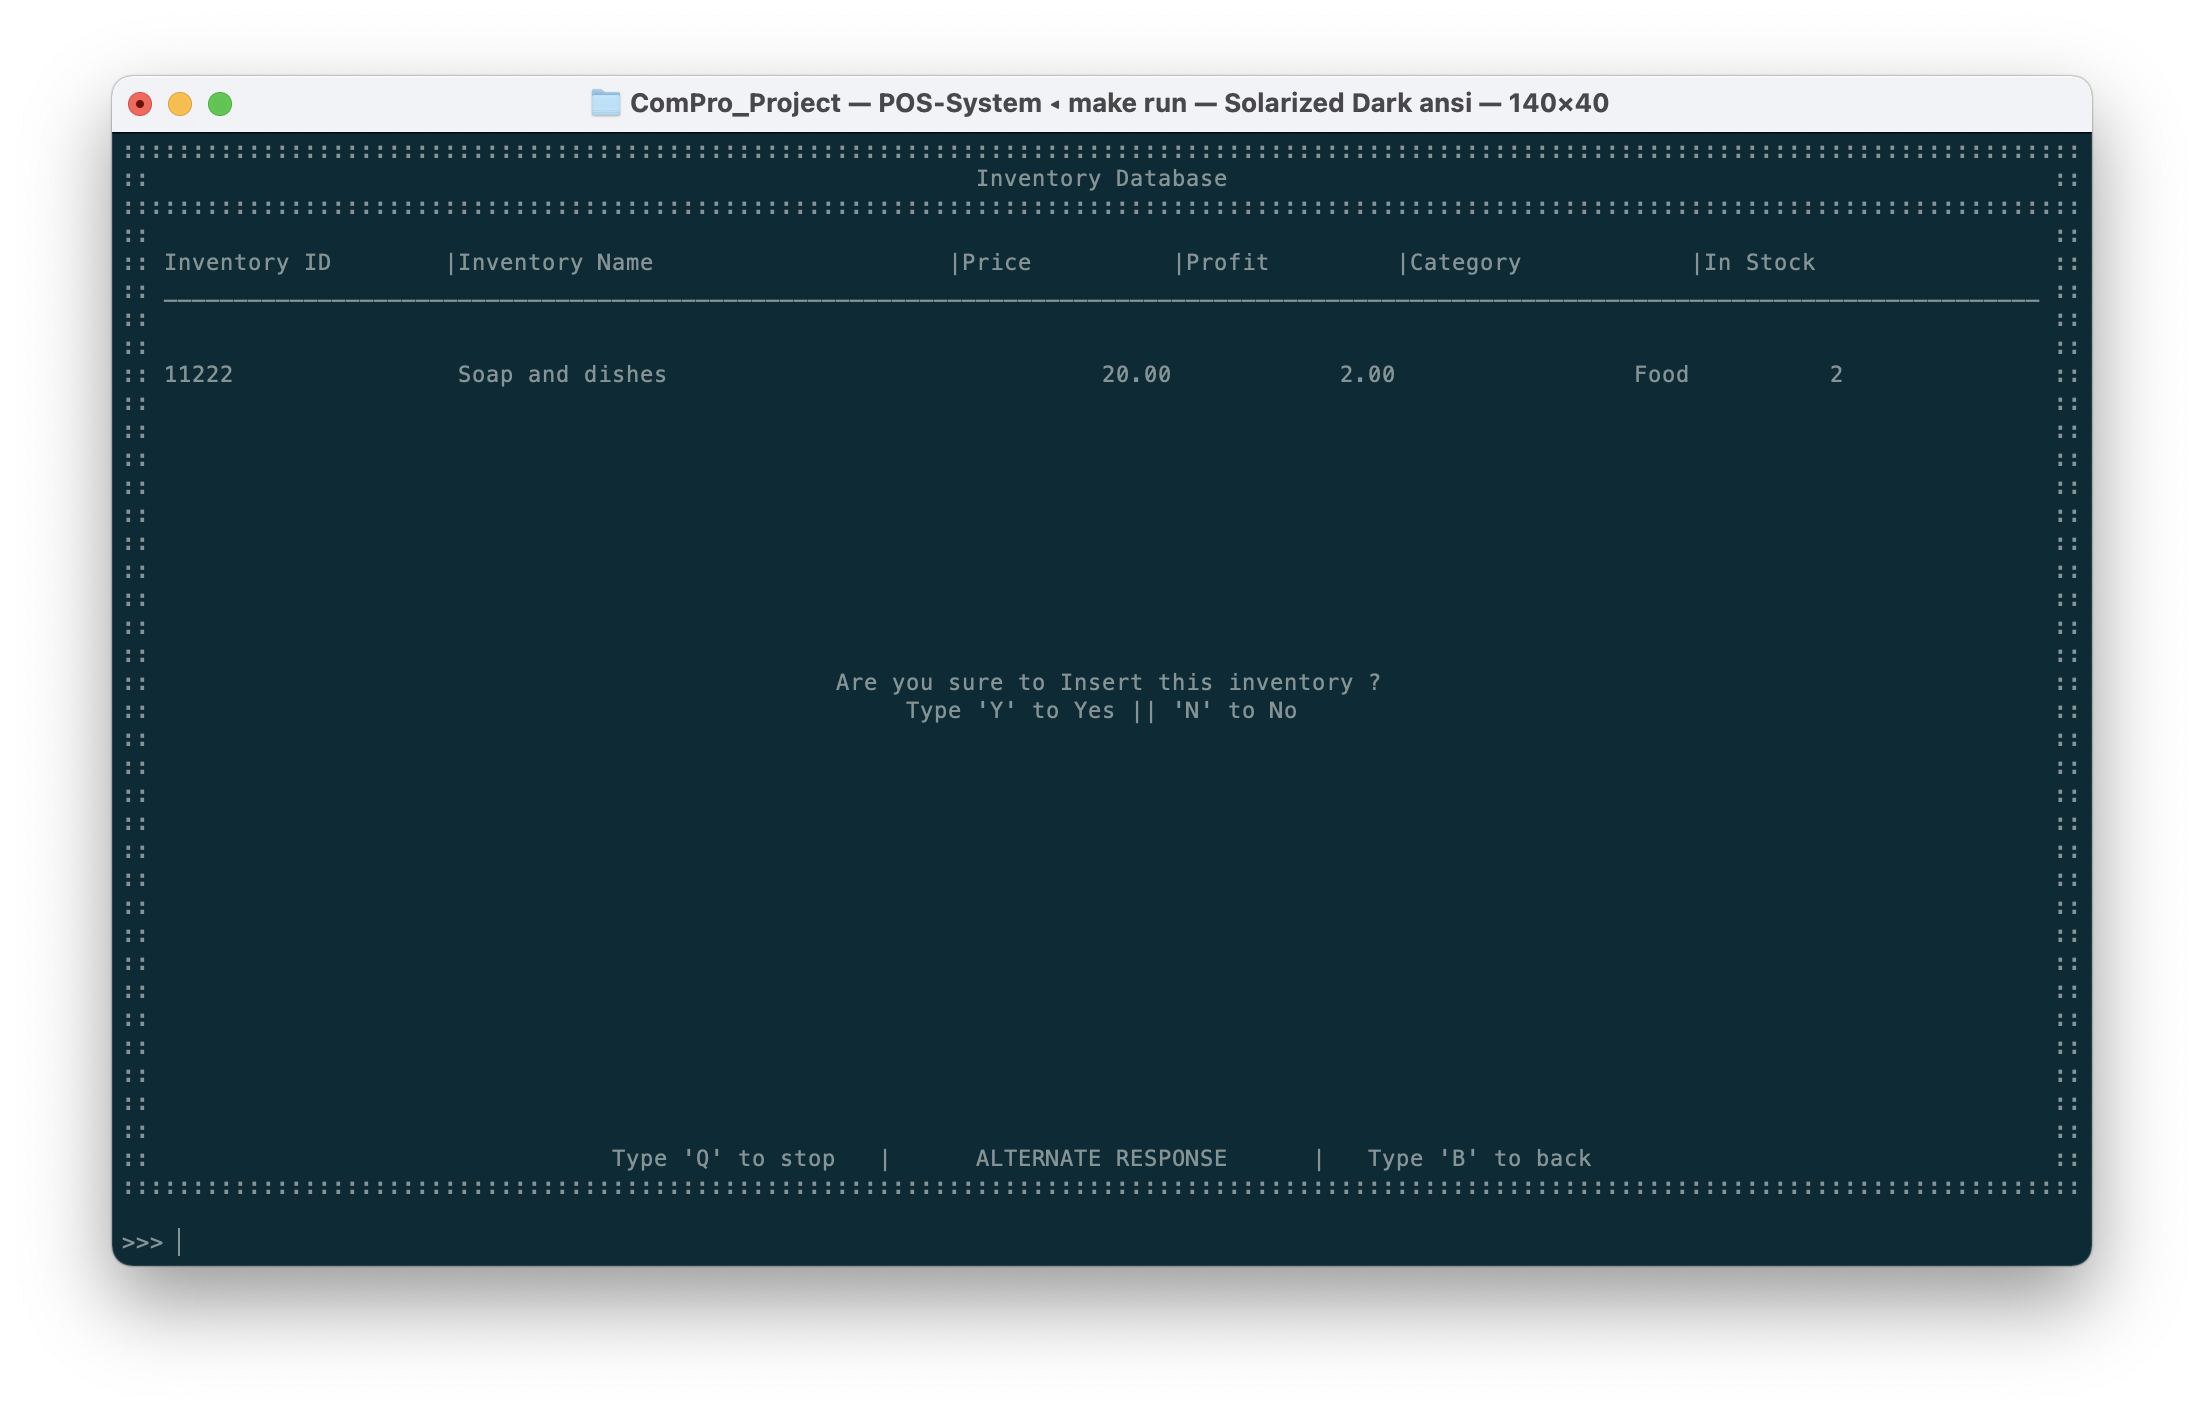 ComPro_Project — POS-System ◂ make run — Solarized Dark ansi — 140×40
::::::::::::::::::::::::::::::::::::::::::::::::::::::::::::::::::::::::::::::::::::::::::::::::::::::::::::::::::::::::::::::::::::::::::::
:: Inventory Database ::
::::::::::::::::::::::::::::::::::::::::::::::::::::::::::::::::::::::::::::::::::::::::::::::::::::::::::::::::::::::::::::::::::::::::::::
:: Inventory ID |Inventory Name |Price |Profit |Category |In Stock ::
:: 11222 Soap and dishes 20.00 2.00 Food 2 ::
:: Are you sure to Insert this inventory ? ::
:: Type 'Y' to Yes || 'N' to No ::
:: Type 'Q' to stop | ALTERNATE RESPONSE | Type 'B' to back ::
::::::::::::::::::::::::::::::::::::::::::::::::::::::::::::::::::::::::::::::::::::::::::::::::::::::::::::::::::::::::::::::::::::::::::::
>>>